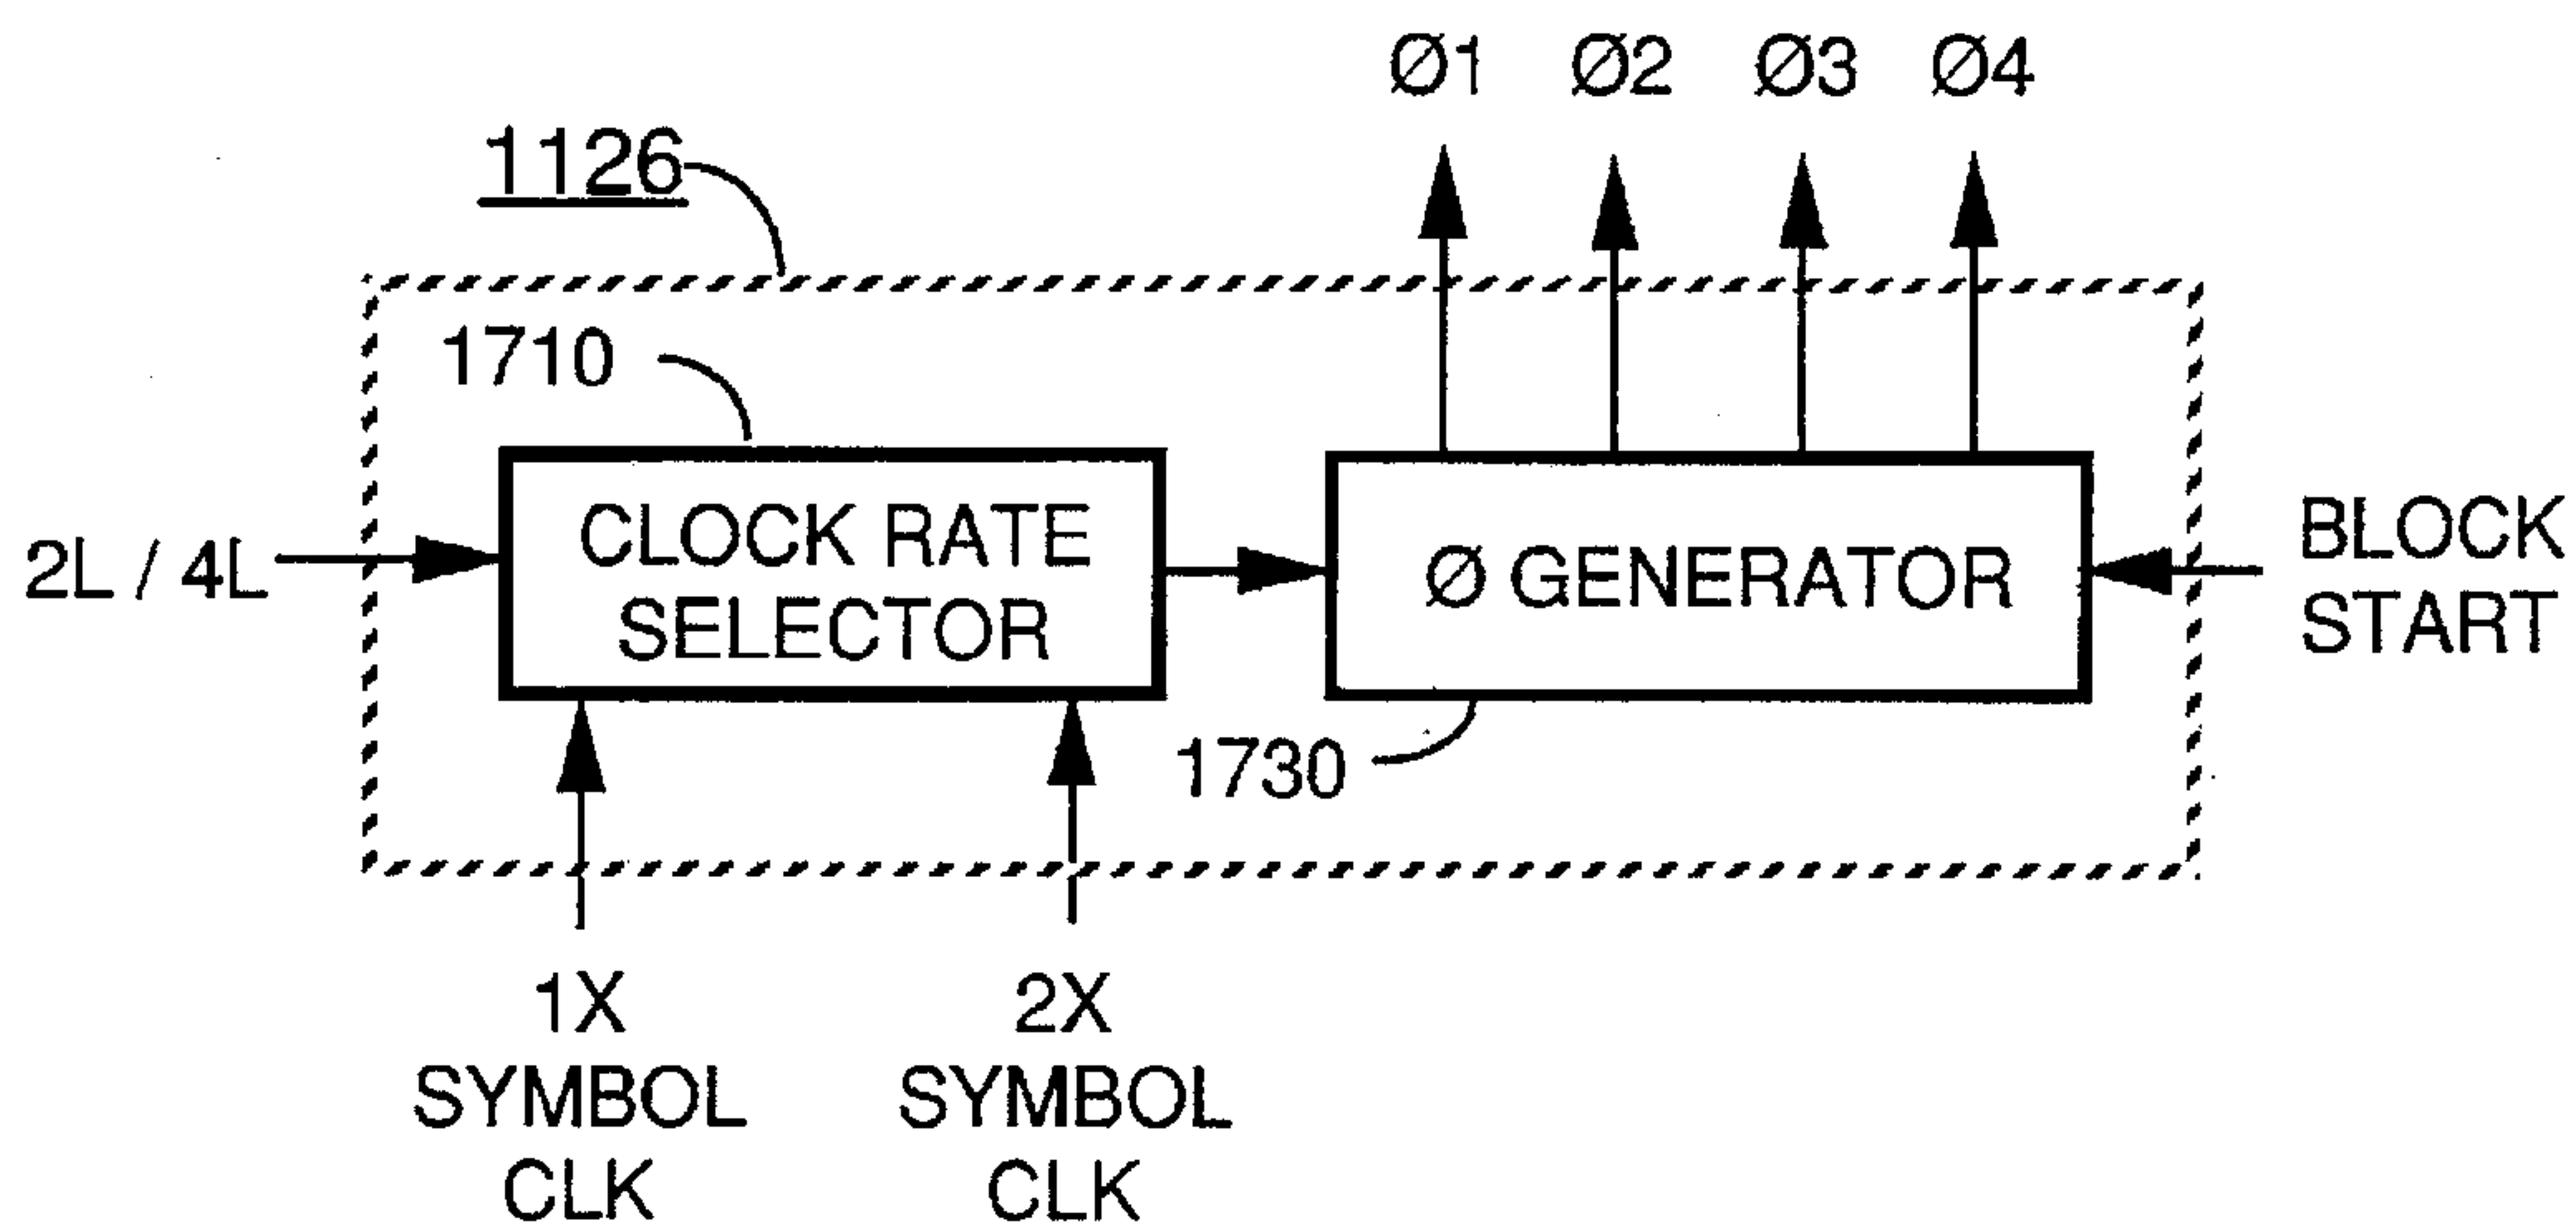 Ø1 Ø2 Ø3 Ø4
1126
1710
CLOCK RATE
SELECTOR
2L / 4L
Ø GENERATOR
BLOCK
START
1730
1X
SYMBOL
CLK
2X
SYMBOL
CLK